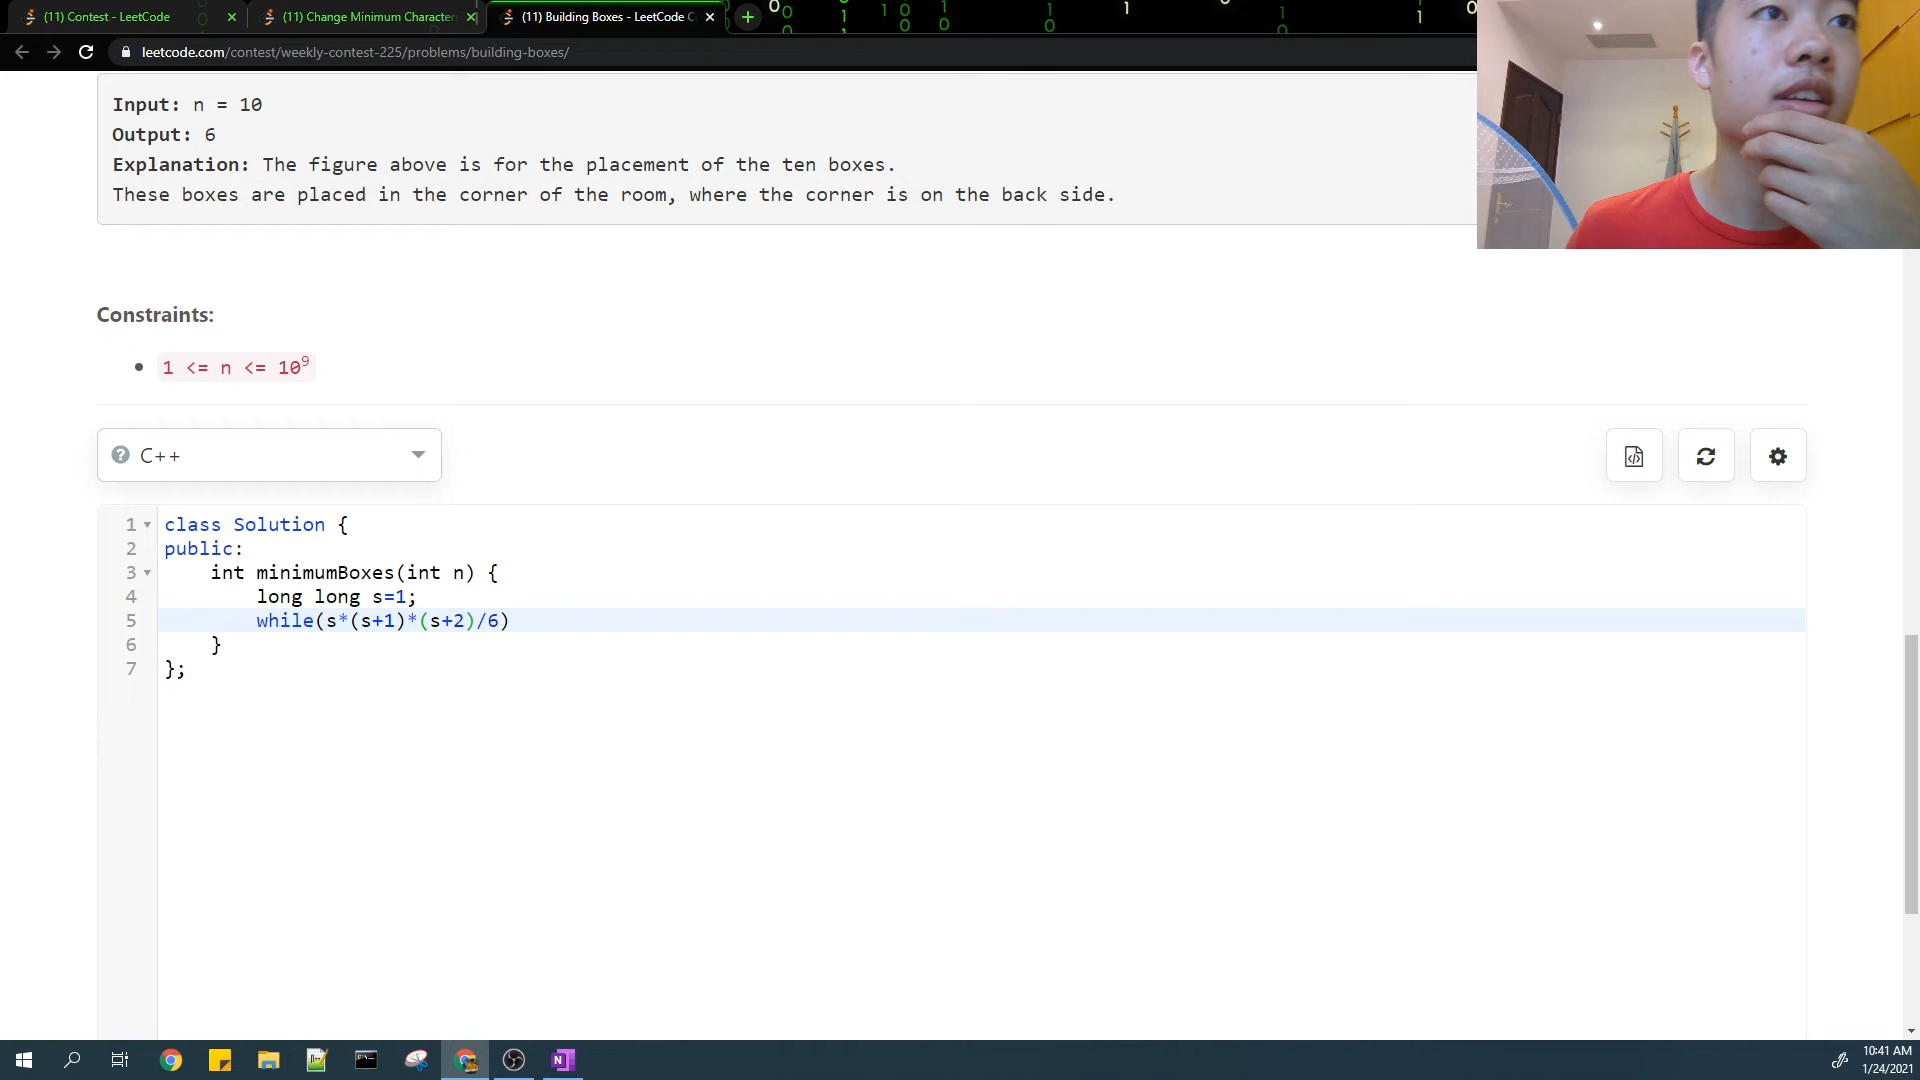 (11) Contest - LeetCode
(11) Change Minimum Character
(11) Building Boxes - LeetCode C
leetcode.com/contest/weekly-contest-225/problems/building-boxes/
Input: n = 10
Output: 6
Explanation: The figure above is for the placement of the ten boxes.
These boxes are placed in the corner of the room, where the corner is on the back side.
Constraints:
1 <= n <= 10⁹
C++
1 class Solution {
2 public:
3 int minimumBoxes(int n) {
4 long long s=1;
5 while(s*(s+1)*(s+2)/6)
6 }
7 };
10:41 AM
1/24/2021